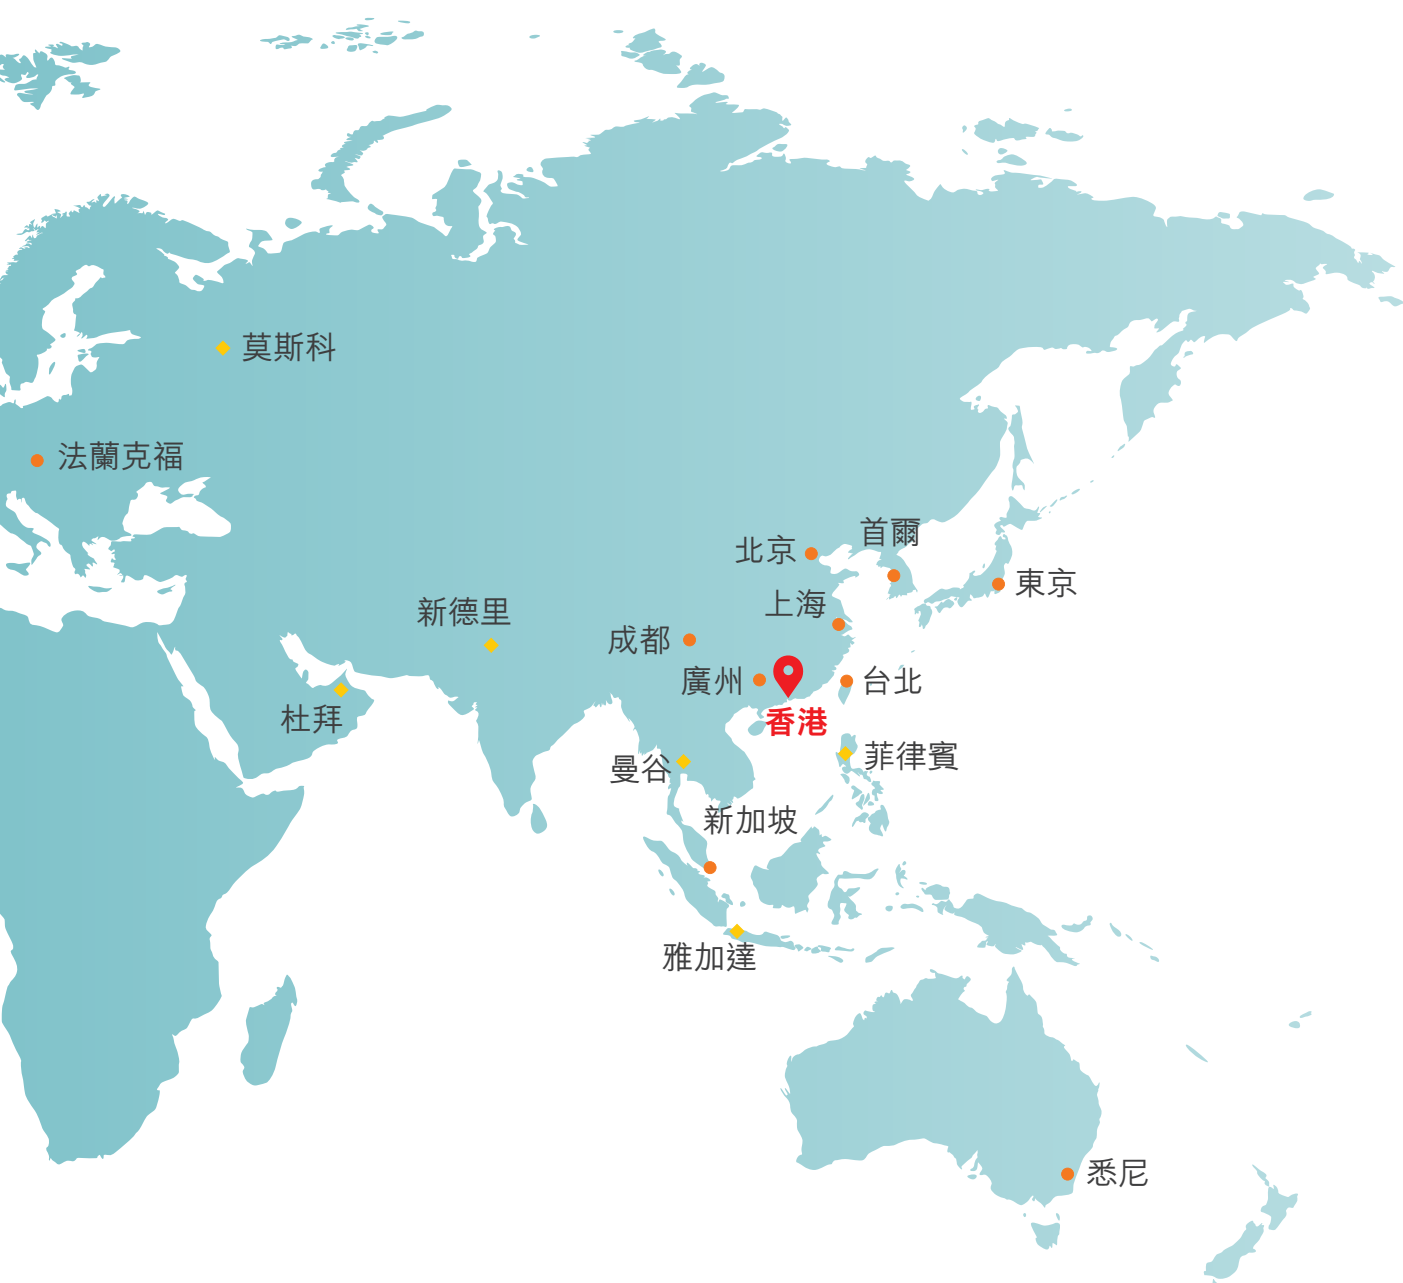 莫斯科
法蘭克福
首爾
北京
東京
上海
新德里
成都
廣州
台北
杜拜
香港
菲律賓
曼谷
新加坡
雅加達
悉尼